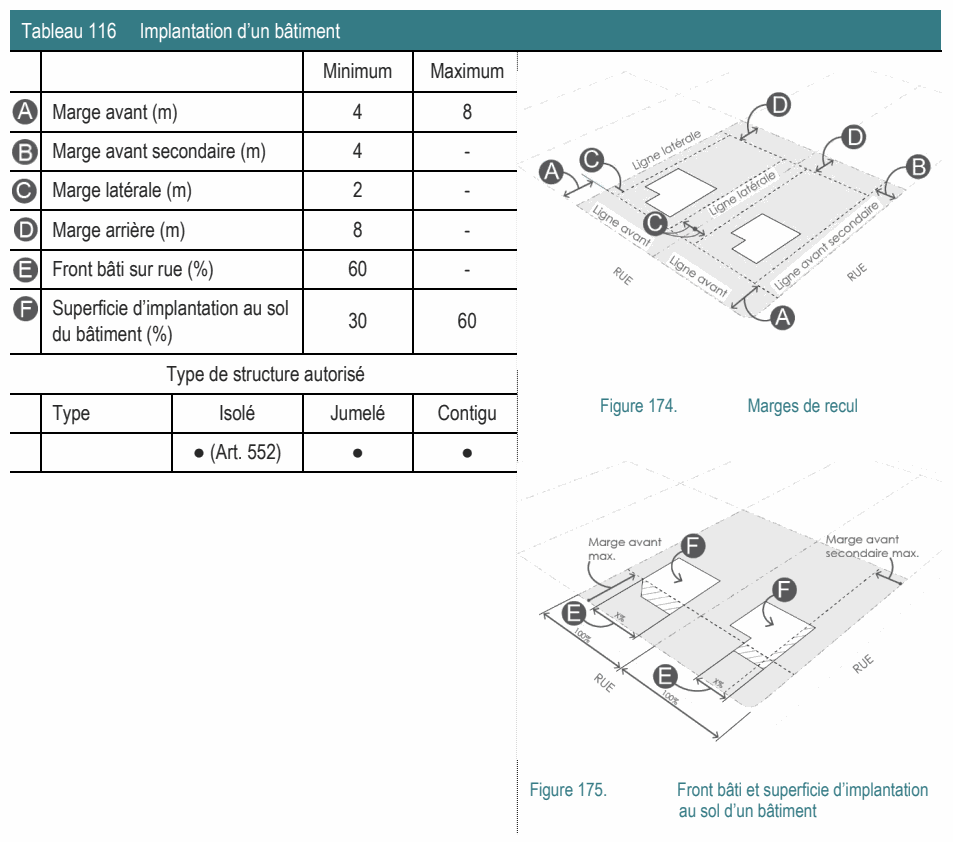 Tableau 116 Implantation d'un bâtiment
Minimum Maximum
A Marge avant (m) 4 8
B Marge avant secondaire (m) 4 -
C Marge latérale (m) 2 -
D Marge arrière (m) 8 -
E Front bâti sur rue (%) 60 -
F Superficie d'implantation au sol
du bâtiment (%) 30 60
Type de structure autorisé
Type Isolé Jumelé Contigu
● (Art. 552) ● ●
D
D
Ligne latérale
C
A
B
Ligne latérale
Ligne avant
C
Ligne avant secondaire
Ligne avant
RUE
RUE
A
Figure 174. Marges de recul
Marge avant
max.
F
Marge avant
secondaire max.
F
E
X%
100%
E
X%
100%
RUE
RUE
Figure 175. Front bâti et superficie d'implantation
au sol d'un bâtiment